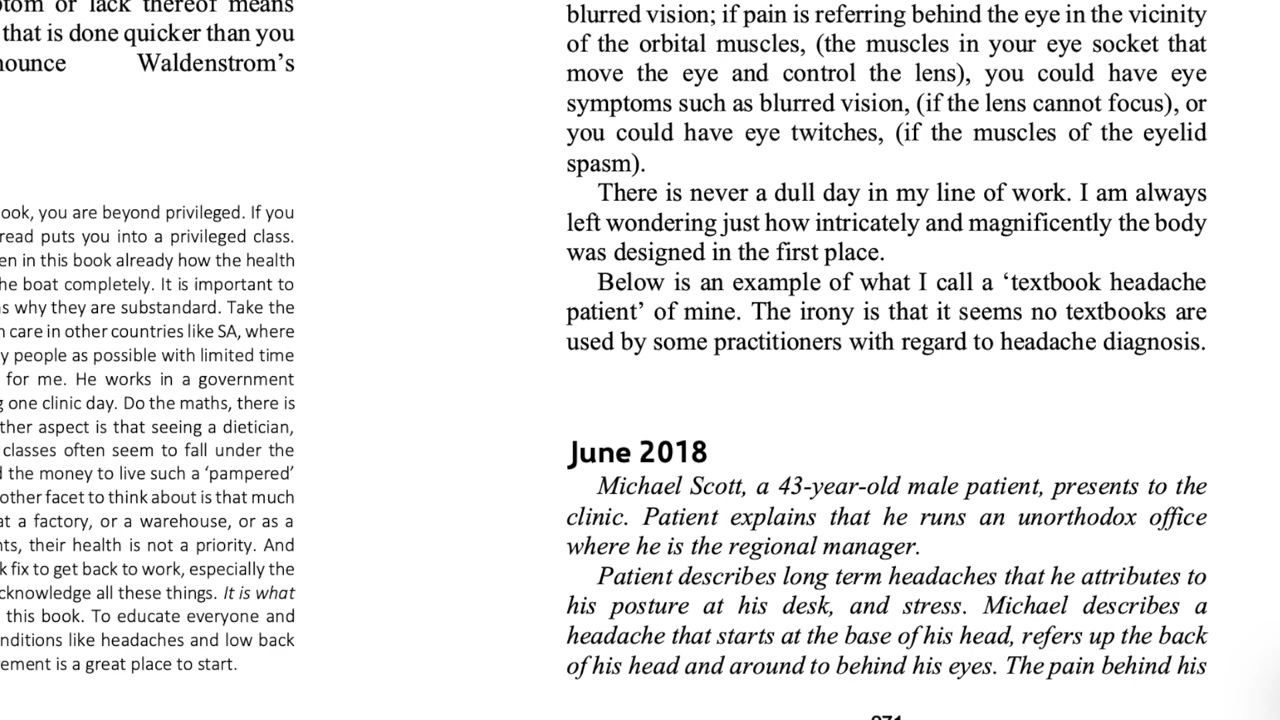 ptom or lack thereof means
that is done quicker than you
nounce Waldenstrom’s
ook, you are beyond privileged. If you
read puts you into a privileged class.
en in this book already how the health
he boat completely. It is important to
s why they are substandard. Take the
care in other countries like SA, where
y people as possible with limited time
for me. He works in a government
g one clinic day. Do the maths, there is
ther aspect is that seeing a dietician,
classes often seem to fall under the
d the money to live such a ‘pampered’
other facet to think about is that much
at a factory, or a warehouse, or as a
nts, their health is not a priority. And
k fix to get back to work, especially the
cknowledge all these things. It is what
this book. To educate everyone and
nditions like headaches and low back
ement is a great place to start.
blurred vision; if pain is referring behind the eye in the vicinity
of the orbital muscles, (the muscles in your eye socket that
move the eye and control the lens), you could have eye
symptoms such as blurred vision, (if the lens cannot focus), or
you could have eye twitches, (if the muscles of the eyelid
spasm).
There is never a dull day in my line of work. I am always
left wondering just how intricately and magnificently the body
was designed in the first place.
Below is an example of what I call a ‘textbook headache
patient’ of mine. The irony is that it seems no textbooks are
used by some practitioners with regard to headache diagnosis.
June 2018
Michael Scott, a 43-year-old male patient, presents to the
clinic. Patient explains that he runs an unorthodox office
where he is the regional manager.
Patient describes long term headaches that he attributes to
his posture at his desk, and stress. Michael describes a
headache that starts at the base of his head, refers up the back
of his head and around to behind his eyes. The pain behind his